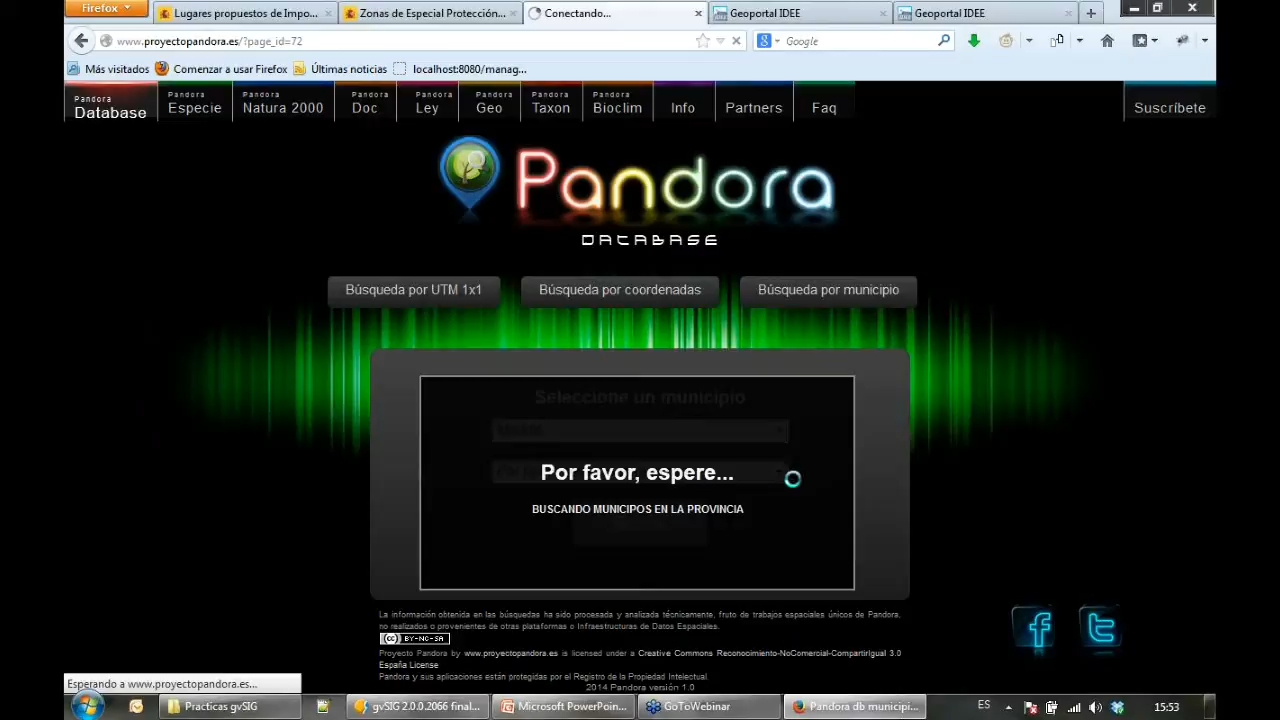 Firefox
Lugares propuestos de Impo...
Zonas de Especial Protección...
Conectando...
Geoportal IDEE
Geoportal IDEE
www.proyectopandora.es/?page_id=72
Google
Más visitados
Comenzar a usar Firefox
Últimas noticias
localhost:8080/manag...
Pandora Database
Pandora Especie
Pandora Natura 2000
Pandora Doc
Pandora Ley
Pandora Geo
Pandora Taxon
Pandora Bioclim
Info
Partners
Faq
Suscríbete
Pandora
DATABASE
Búsqueda por UTM 1x1
Búsqueda por coordenadas
Búsqueda por municipio
Seleccione un municipio
Por favor, espere...
BUSCANDO MUNICIPOS EN LA PROVINCIA
La información obtenida en las búsquedas ha sido procesada y analizada técnicamente, fruto de trabajos espaciales únicos de Pandora,
no realizados o provenientes de otras plataformas o Infraestructuras de Datos Espaciales.
(cc) BY-NC-SA
Proyecto Pandora by www.proyectopandora.es is licensed under a Creative Commons Reconocimiento-NoComercial-CompartirIgual 3.0
España License
Pandora y sus aplicaciones están protegidas por el Registro de la Propiedad Intelectual.
2014 Pandora versión 1.0
Esperando a www.proyectopandora.es...
Practicas gvSIG
gvSIG 2.0.0.2066 final...
Microsoft PowerPoin...
GoToWebinar
Pandora db municipi...
ES
15:53